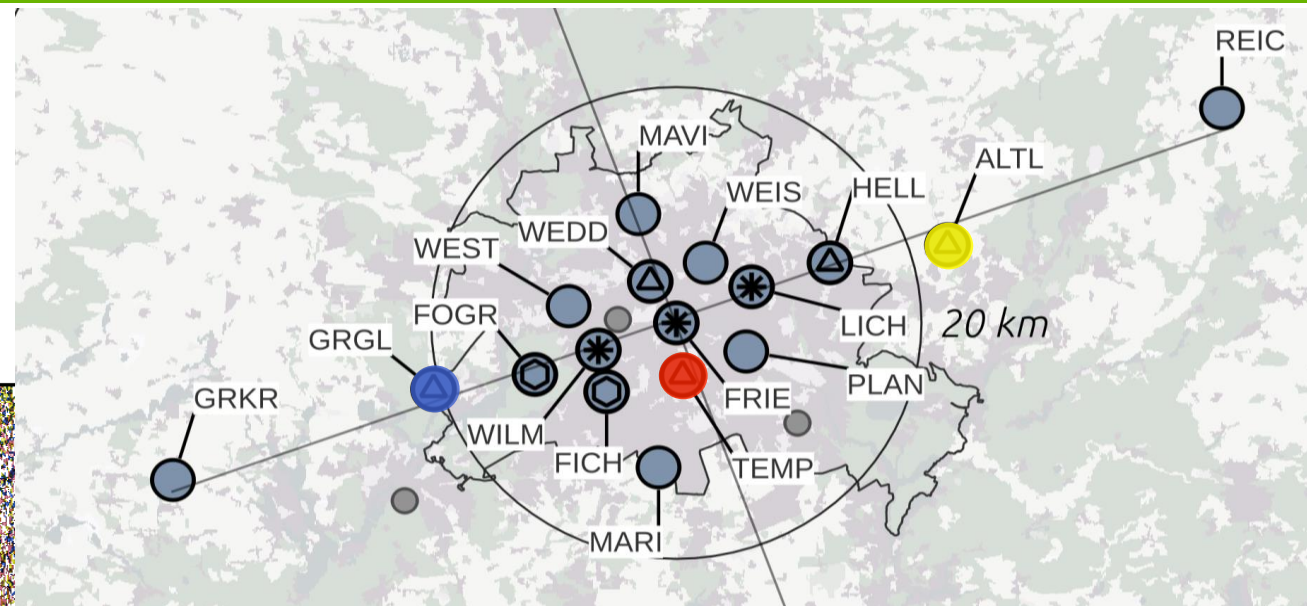 REIC
MAVI
ALTL
WEIS
HELL
WEDD
WEST
FOGR
20 km
LICH
GRGL
PLAN
GRKR
FRIE
WILM
FICH
TEMP
MARI